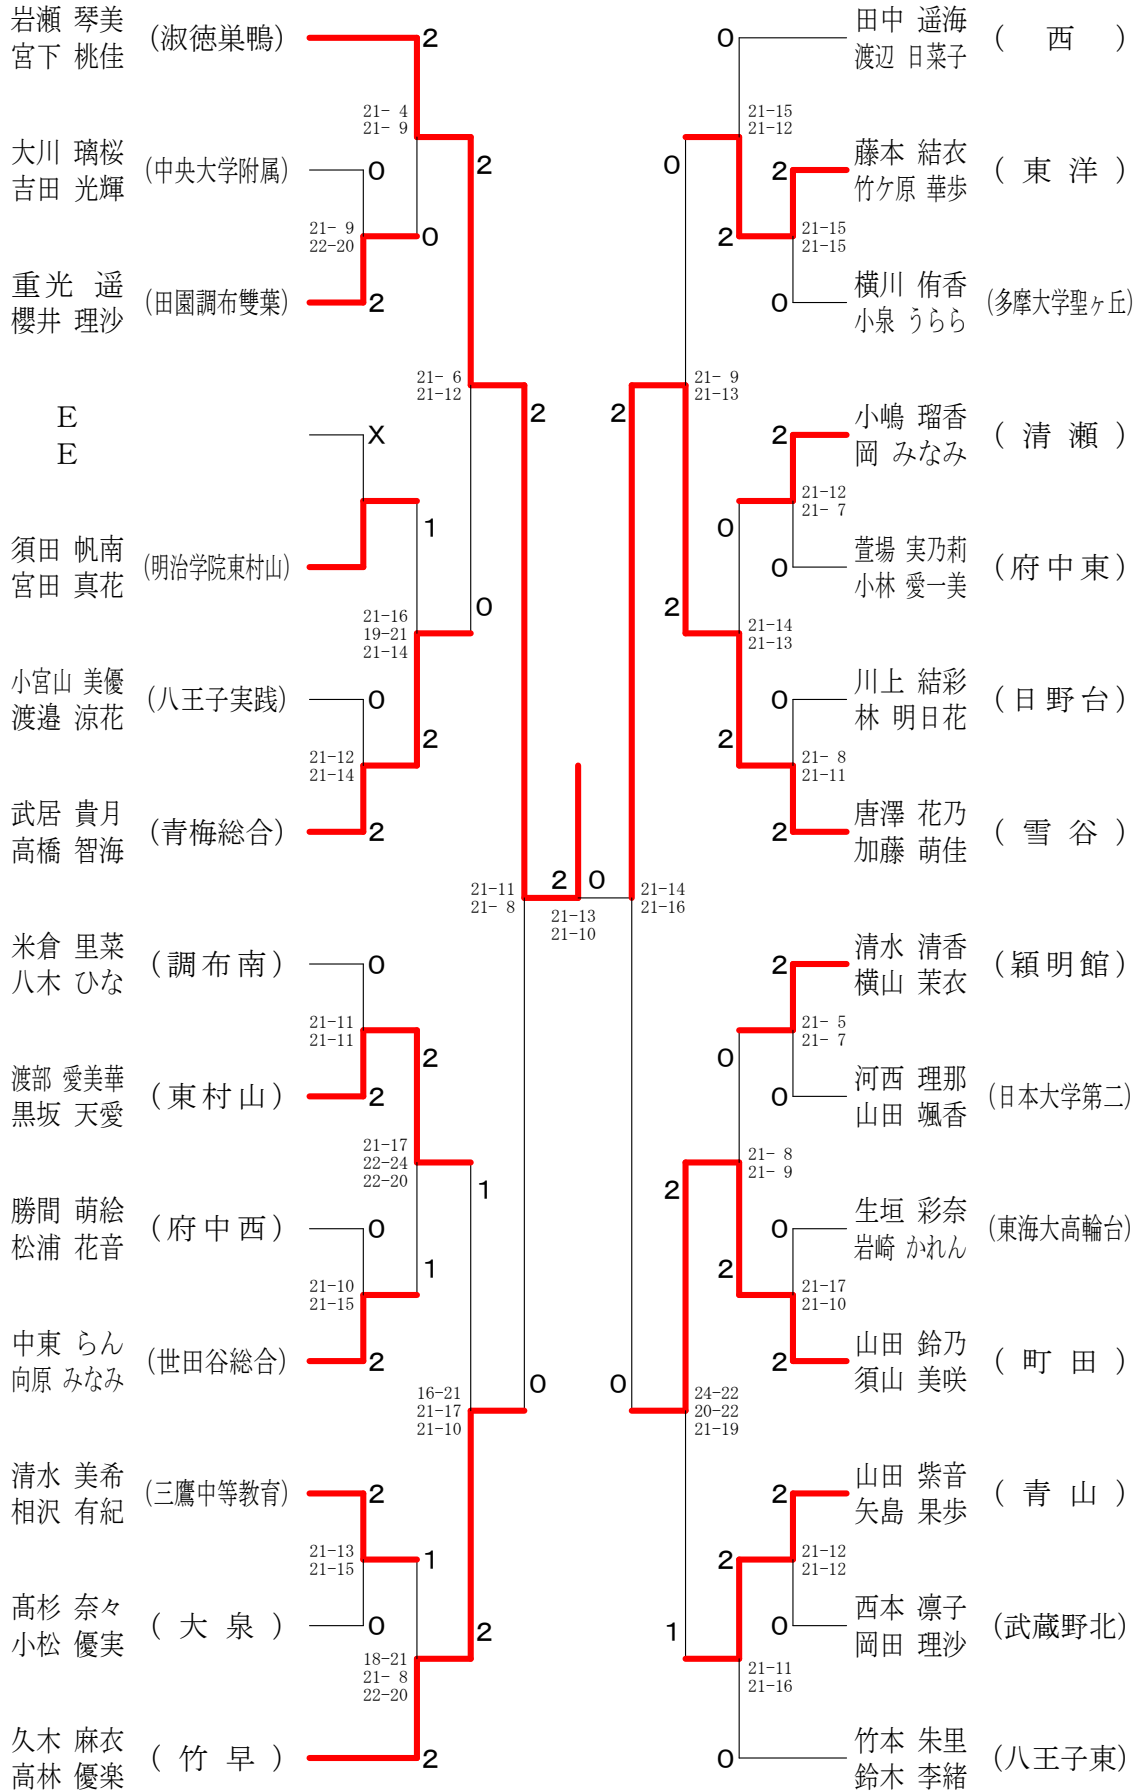 岩瀬 琴美
宮下 桃佳
(淑徳巣鴨)
2
21- 4
21- 9
大川 璃桜
吉田 光輝
(中央大学附属)
0
2
21- 9
22-20
0
重光 遥
櫻井 理沙
(田園調布雙葉)
2
21- 6
21-12
2
E
E
X
須田 帆南
宮田 真花
(明治学院東村山)
1
21-16
19-21
21-14
0
小宮山 美優
渡邉 涼花
(八王子実践)
0
2
21-12
21-14
武居 貴月
高橋 智海
(青梅総合)
2
21-11
21- 8
2
0
21-13
21-10
米倉 里菜
八木 ひな
(調布南)
0
21-11
21-11
2
渡部 愛美華
黒坂 天愛
(東村山)
2
21-17
22-24
22-20
1
勝間 萌絵
松浦 花音
(府中西)
0
1
21-10
21-15
中東 らん
向原 みなみ
(世田谷総合)
2
16-21
21-17
21-10
0
清水 美希
相沢 有紀
(三鷹中等教育)
2
21-13
21-15
1
髙杉 奈々
小松 優実
(大泉)
0
2
18-21
21- 8
22-20
久木 麻衣
高林 優楽
(竹早)
2
0
田中 遥海
渡辺 日菜子
(西)
21-15
21-12
0
2
藤本 結衣
竹ケ原 華歩
(東洋)
2
21-15
21-15
0
横川 侑香
小泉 うらら
(多摩大学聖ヶ丘)
2
21- 9
21-13
2
小嶋 瑠香
岡 みなみ
(清瀬)
0
21-12
21- 7
0
萱場 実乃莉
小林 愛一美
(府中東)
2
21-14
21-13
0
川上 結彩
林 明日花
(日野台)
2
21- 8
21-11
2
唐澤 花乃
加藤 萌佳
(雪谷)
21-14
21-16
2
清水 清香
横山 茉衣
(穎明館)
0
21- 5
21- 7
0
河西 理那
山田 颯香
(日本大学第二)
2
21- 8
21- 9
生垣 彩奈
岩崎 かれん
(東海大高輪台)
0
2
21-17
21-10
2
山田 鈴乃
須山 美咲
(町田)
0
24-22
20-22
21-19
2
山田 紫音
矢島 果歩
(青山)
2
21-12
21-12
1
0
西本 凛子
岡田 理沙
(武蔵野北)
21-11
21-16
0
竹本 朱里
鈴木 李緒
(八王子東)